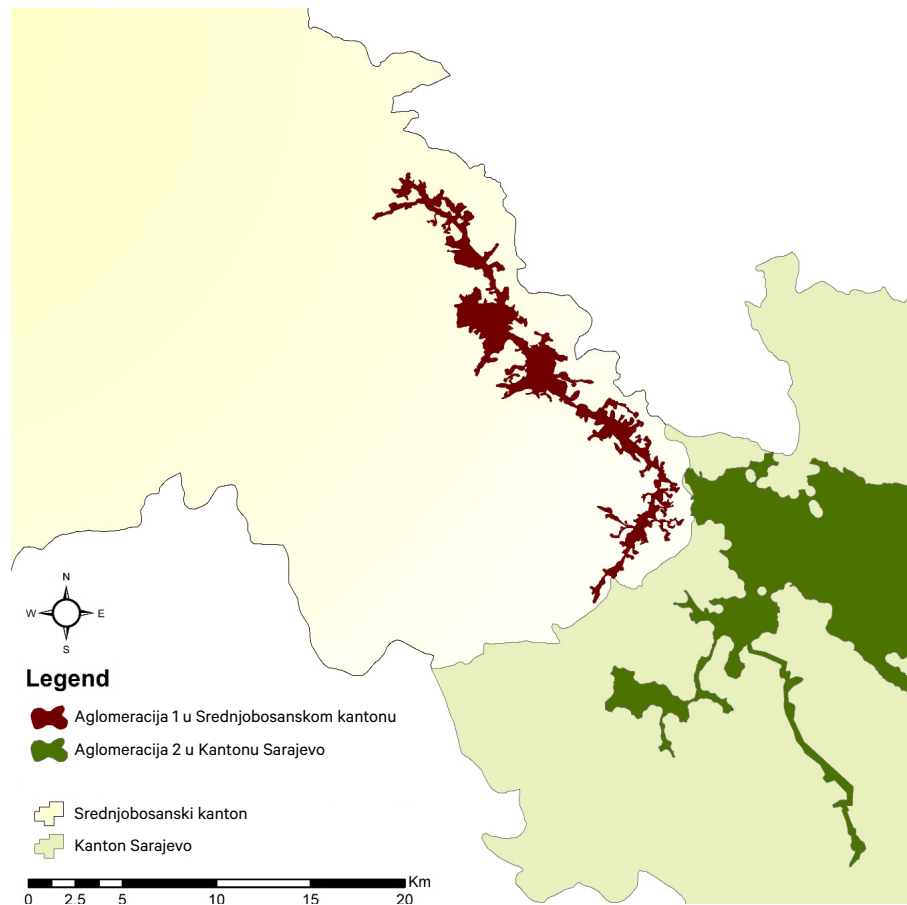 N
W E
S
Legend
Aglomeracija 1 u Srednjobosanskom kantonu
Aglomeracija 2 u Kantonu Sarajevo
Srednjobosanski kanton
Kanton Sarajevo
Km
0 2.5 5 10 15 20